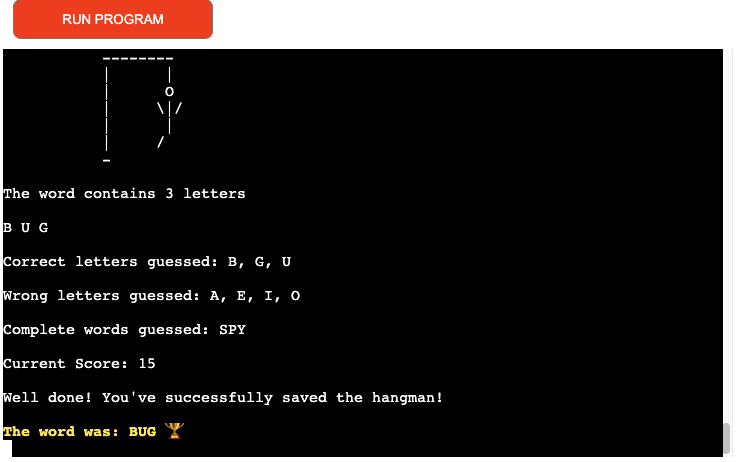 RUN PROGRAM
--------
|      |
|      O
|     \|/
|      |
|     /
-
The word contains 3 letters
B U G
Correct letters guessed: B, G, U
Wrong letters guessed: A, E, I, O
Complete words guessed: SPY
Current Score: 15
Well done! You've successfully saved the hangman!
The word was: BUG 🏆